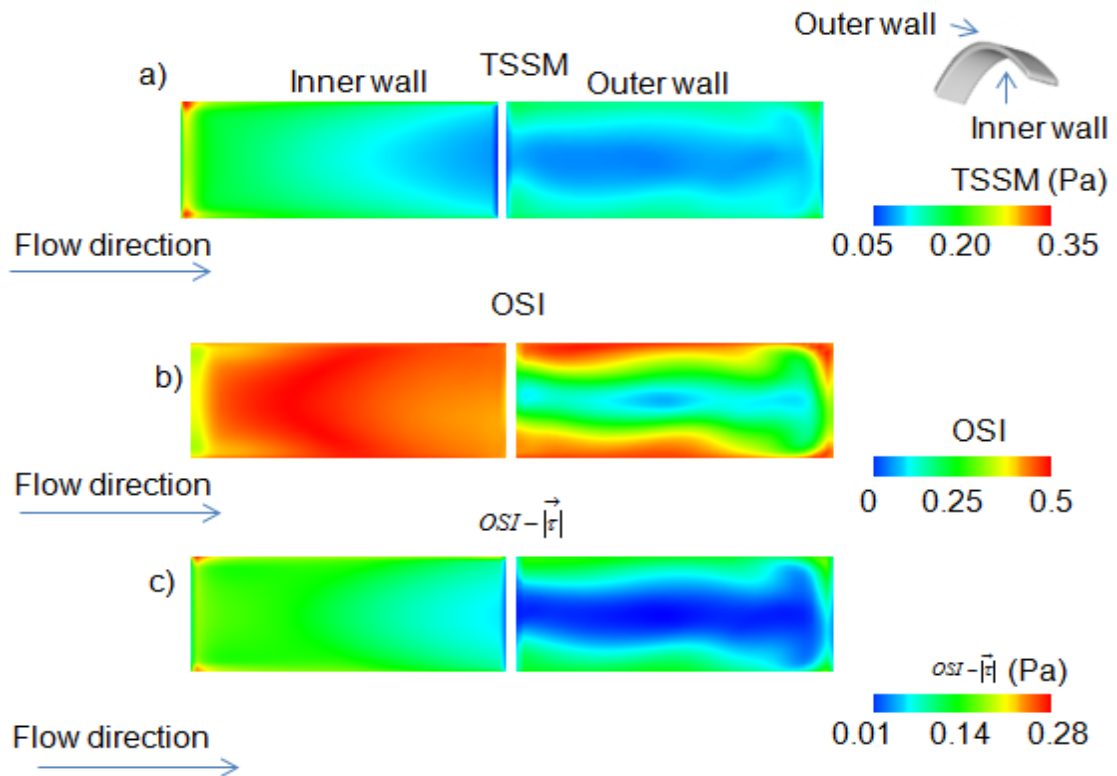 Outer wall
a)
TSSM
Inner wall
Outer wall
Inner wall
TSSM (Pa)
0.05 0.20 0.35
Flow direction
OSI
b)
OSI
0 0.25 0.5
Flow direction
OSI-|τ⃗|
c)
OSI-|τ⃗| (Pa)
0.01 0.14 0.28
Flow direction